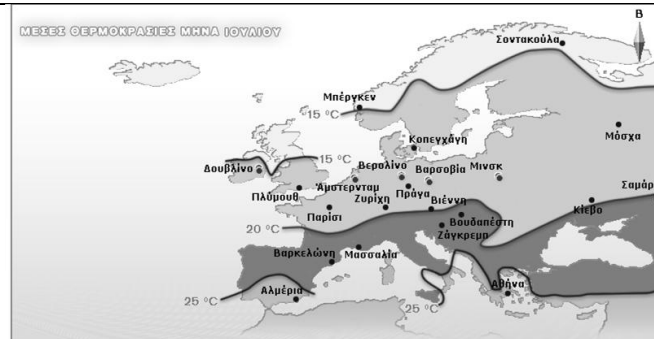 ΜΕΣΕΣ ΘΕΡΜΟΚΡΑΣΙΕΣ ΜΗΝΑ ΙΟΥΛΙΟΥ
Β
Σοντακούλα
Μπέργκεν
15 °C
Μόσχα
Κοπεγχάγη
15 °C
Δουβλίνο
Βερολίνο
Βαρσοβία
Μινσκ
Άμστερνταμ
Πλύμουθ
Πράγα
Σαμάρ
Ζυρίχη
Βιέννη
Κίεβο
Παρίσι
Βουδαπέστη
20 °C
Ζάγκρεμπ
Βαρκελώνη
Μασσαλία
Αλμέρια
Αθήνα
25 °C
25 °C